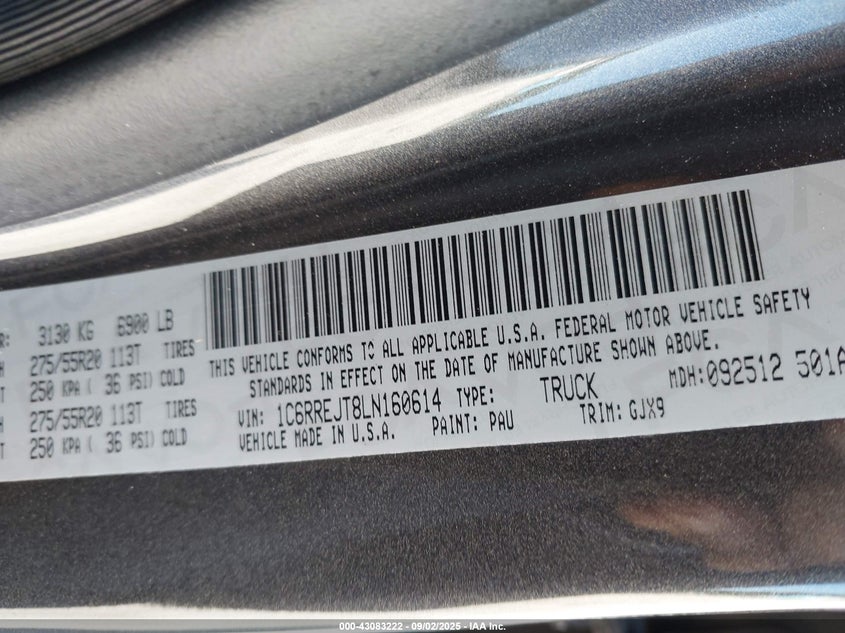 3130 KG 6900 LB
275/55R20 113T TIRES
250 KPA ( 36 PSI) COLD
275/55R20 113T TIRES
250 KPA ( 36 PSI) COLD
THIS VEHICLE CONFORMS TO ALL APPLICABLE U.S.A. FEDERAL MOTOR VEHICLE SAFETY
STANDARDS IN EFFECT ON THE DATE OF MANUFACTURE SHOWN ABOVE.
VIN: 1C6RREJT8LN160614 TYPE: TRUCK MDH:092512 501A
VEHICLE MADE IN U.S.A. PAINT: PAU TRIM: GJX9
000-43083222 - 09/02/2025 - IAA Inc.